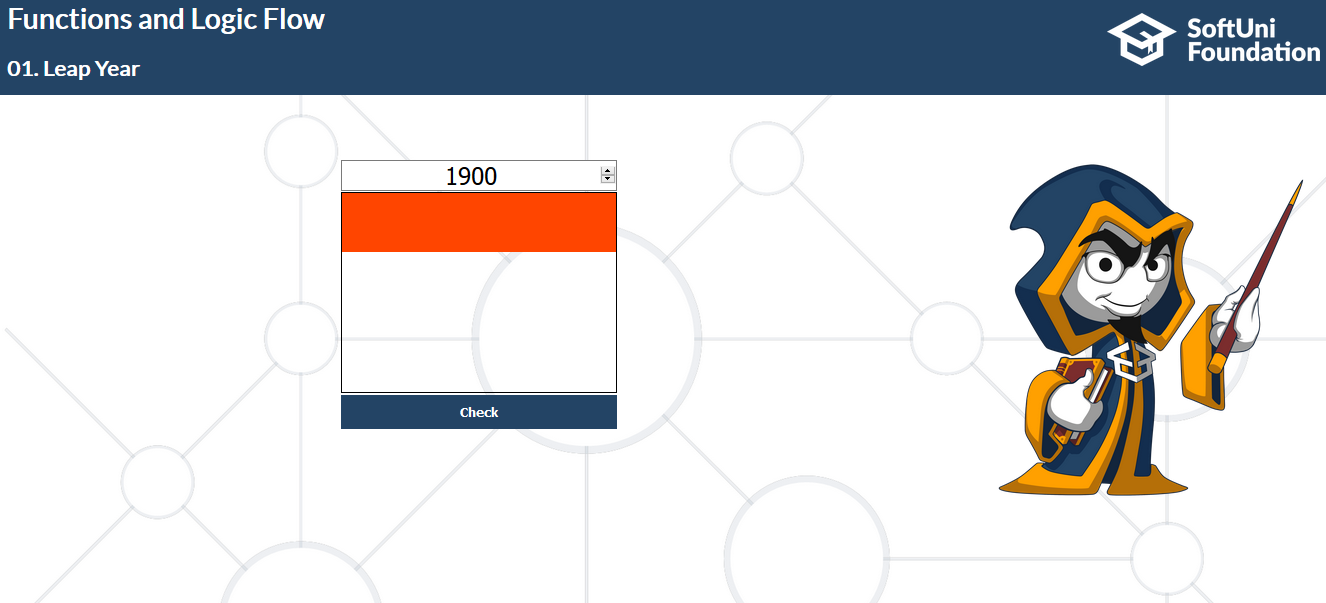 Functions and Logic Flow
01. Leap Year
SoftUni
Foundation
1900
Check